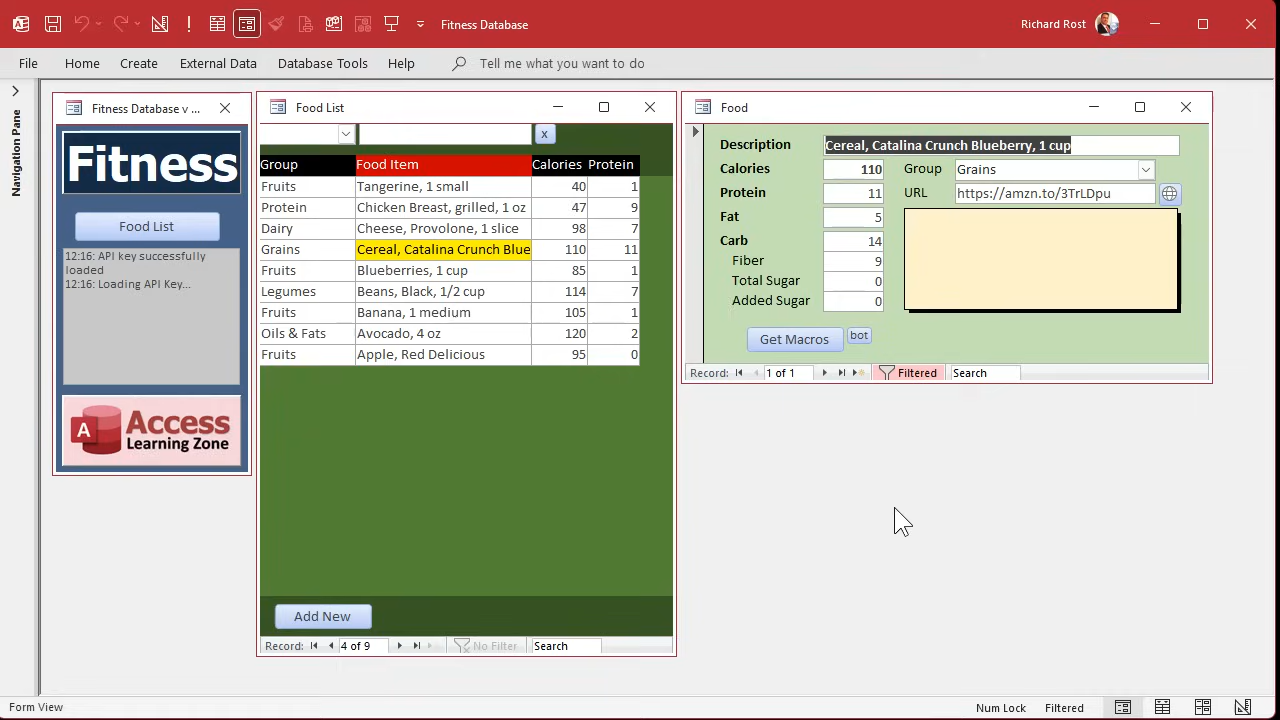 Fitness Database
Richard Rost
File Home Create External Data Database Tools Help Tell me what you want to do
Navigation Pane
Fitness Database v ...
Fitness
Food List
12:16: API key successfully
loaded
12:16: Loading API Key...
A Access
Learning Zone
Food List
x
Group Food Item Calories Protein
Fruits Tangerine, 1 small 40 1
Protein Chicken Breast, grilled, 1 oz 47 9
Dairy Cheese, Provolone, 1 slice 98 7
Grains Cereal, Catalina Crunch Blue 110 11
Fruits Blueberries, 1 cup 85 1
Legumes Beans, Black, 1/2 cup 114 7
Fruits Banana, 1 medium 105 1
Oils & Fats Avocado, 4 oz 120 2
Fruits Apple, Red Delicious 95 0
Add New
Record: 4 of 9 No Filter Search
Food
Description Cereal, Catalina Crunch Blueberry, 1 cup
Calories 110 Group Grains
Protein 11 URL https://amzn.to/3TrLDpu
Fat 5
Carb 14
Fiber 9
Total Sugar 0
Added Sugar 0
Get Macros bot
Record: 1 of 1 Filtered Search
Form View Num Lock Filtered